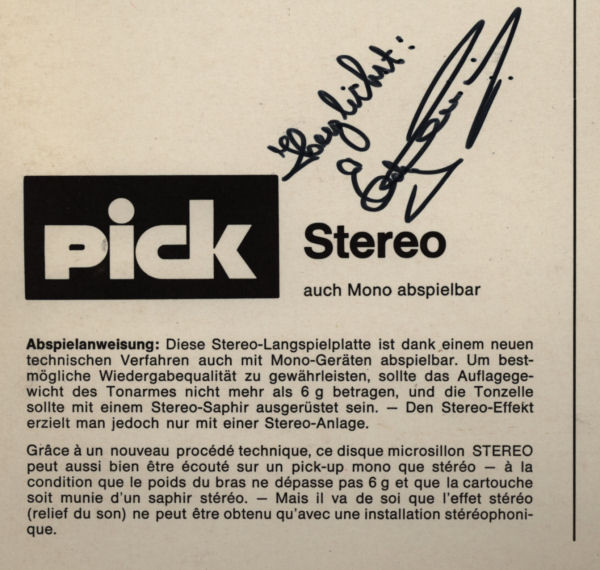 Herzlichst:
pick
Stereo
auch Mono abspielbar
Abspielanweisung: Diese Stereo-Langspielplatte ist dank einem neuen
technischen Verfahren auch mit Mono-Geräten abspielbar. Um best-
mögliche Wiedergabequalität zu gewährleisten, sollte das Auflagege-
wicht des Tonarmes nicht mehr als 6 g betragen, und die Tonzelle
sollte mit einem Stereo-Saphir ausgerüstet sein. — Den Stereo-Effekt
erzielt man jedoch nur mit einer Stereo-Anlage.
Grâce à un nouveau procédé technique, ce disque microsillon STEREO
peut aussi bien être écouté sur un pick-up mono que stéréo — à la
condition que le poids du bras ne dépasse pas 6 g et que la cartouche
soit munie d'un saphir stéréo. — Mais il va de soi que l'effet stéréo
(relief du son) ne peut être obtenu qu'avec une installation stéréophoni-
que.